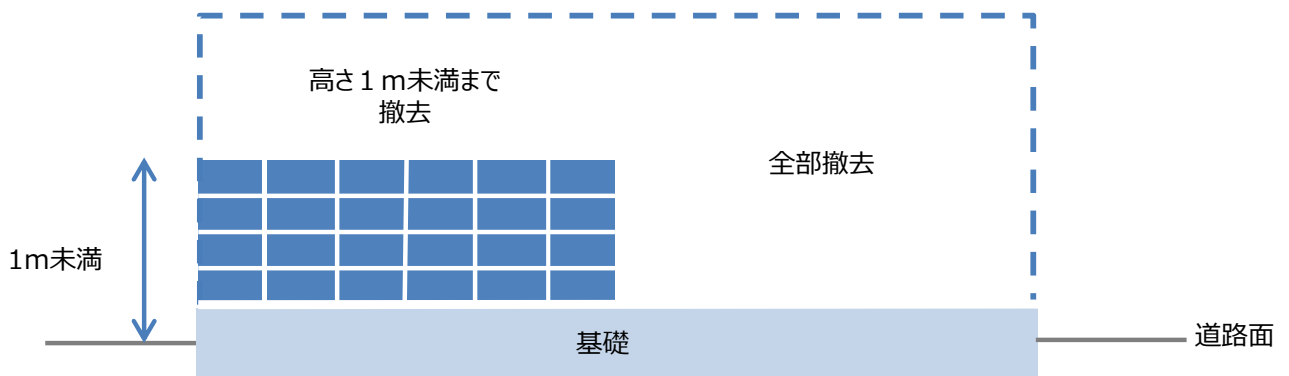 高さ１ｍ未満まで
撤去
全部撤去
1m未満
基礎
道路面